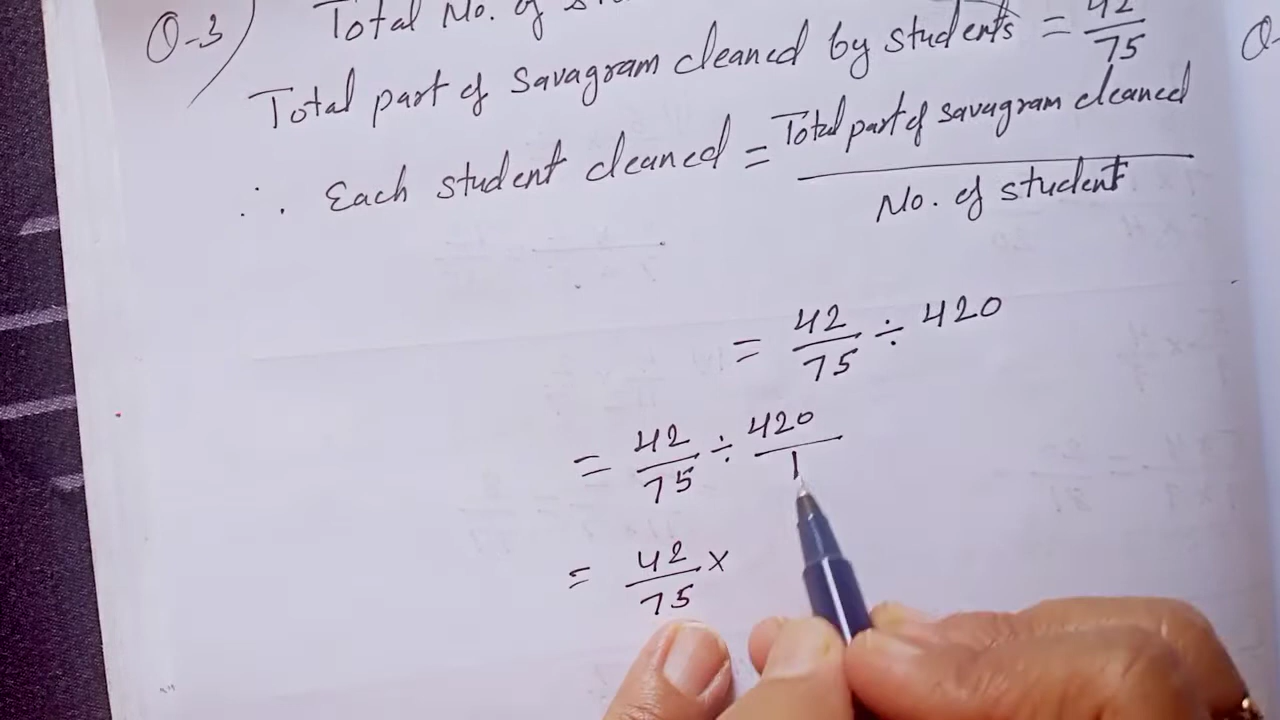 Q-3) Total No. of
Total part of savagram cleaned by students = 42/75
∴ Each student cleaned = Total part of savagram cleaned / No. of student
= 42/75 ÷ 420
= 42/75 ÷ 420/1
= 42/75 ×